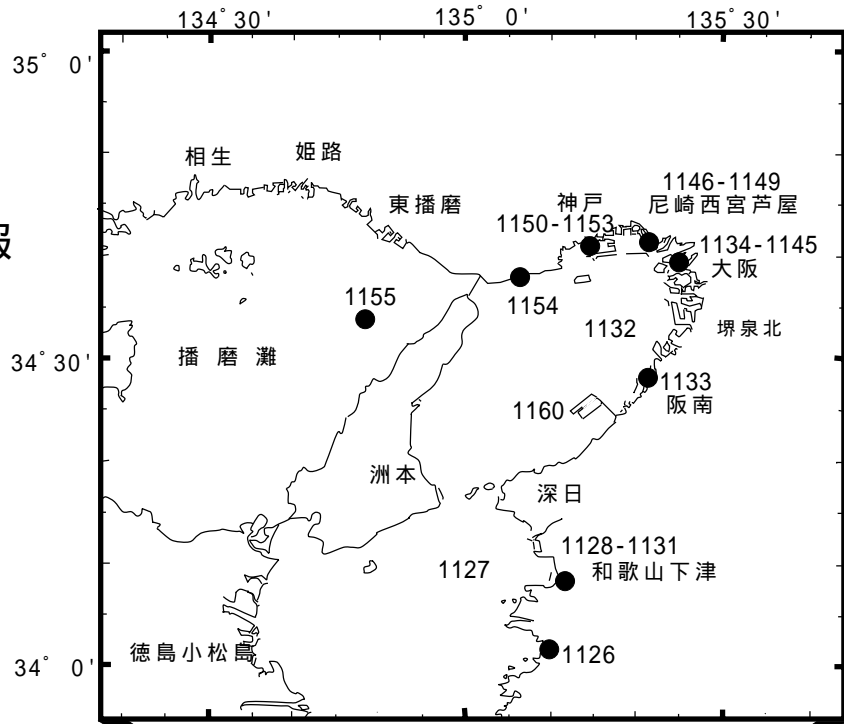 134° 30'
135° 0'
135° 30'
35° 0'
相生
姫路
1146-1149
東播磨
神戸
尼崎西宮芦屋
1150-1153
報
1134-1145
大阪
1155
1154
1132
堺泉北
播磨灘
34° 30'
1133
阪南
1160
洲本
深日
1128-1131
1127
和歌山下津
徳島小松島
1126
34° 0'